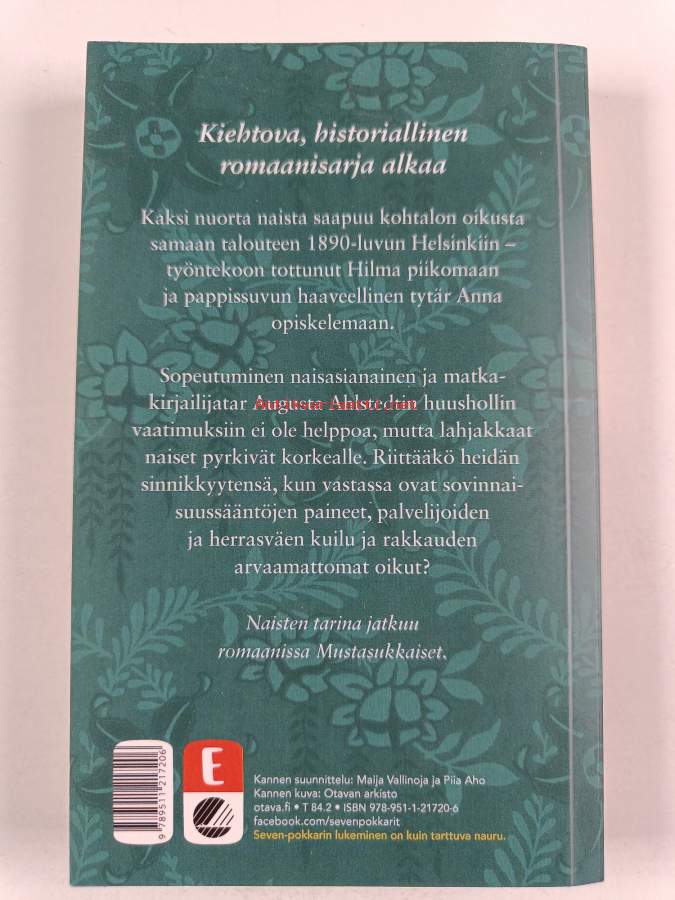 Kiehtova, historiallinen
romaanisarja alkaa
Kaksi nuorta naista saapuu kohtalon oikusta
samaan talouteen 1890-luvun Helsinkiin –
työntekoon tottunut Hilma piikomaan
ja pappissuvun haaveellinen tytär Anna
opiskelemaan.
Sopeutuminen naisasianainen ja matka-
kirjailijatar Augusta Ahlstedtin huushollin
vaatimuksiin ei ole helppoa, mutta lahjakkaat
naiset pyrkivät korkealle. Riittääkö heidän
sinnikkyytensä, kun vastassa ovat sovinnai-
suussääntöjen paineet, palvelijoiden
ja herrasväen kuilu ja rakkauden
arvaamattomat oikut?
Naisten tarina jatkuu
romaanissa Mustasukkaiset.
9 789511 217206
E
Kannen suunnittelu: Maija Vallinoja ja Piia Aho
Kannen kuva: Otavan arkisto
otava.fi • T 84.2 • ISBN 978-951-1-21720-6
facebook.com/sevenpokkarit
Seven-pokkarin lukeminen on kuin tarttuva nauru.